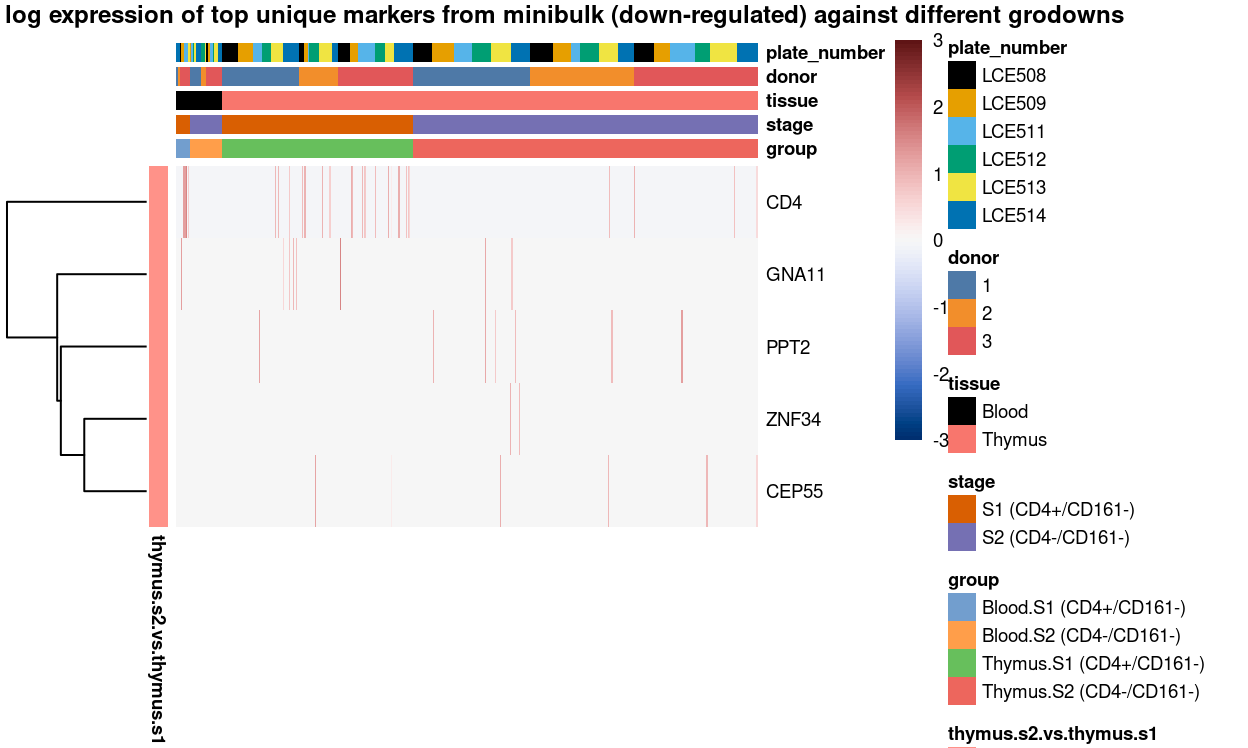 log expression of top unique markers from minibulk (down-regulated) against different grodowns
plate_number
donor
tissue
stage
group
CD4
GNA11
PPT2
ZNF34
CEP55
thymus.s2.vs.thymus.s1
3
2
1
0
-1
-2
-3
plate_number
LCE508
LCE509
LCE511
LCE512
LCE513
LCE514
donor
1
2
3
tissue
Blood
Thymus
stage
S1 (CD4+/CD161-)
S2 (CD4-/CD161-)
group
Blood.S1 (CD4+/CD161-)
Blood.S2 (CD4-/CD161-)
Thymus.S1 (CD4+/CD161-)
Thymus.S2 (CD4-/CD161-)
thymus.s2.vs.thymus.s1